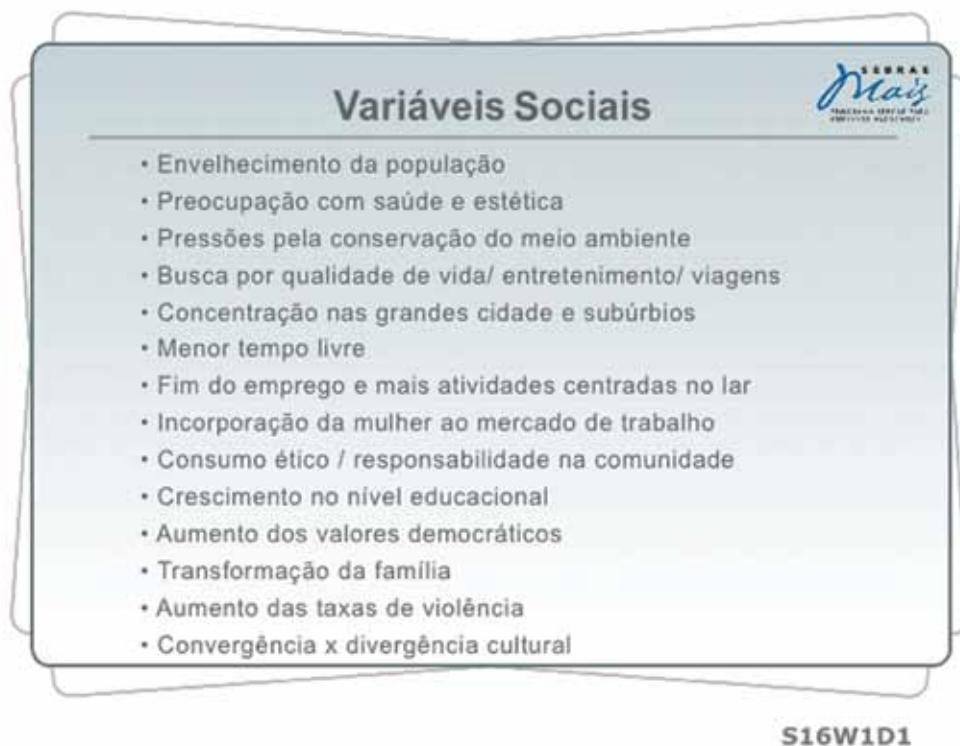 SEBRAE
Mais
Variáveis Sociais
• Envelhecimento da população
• Preocupação com saúde e estética
• Pressões pela conservação do meio ambiente
• Busca por qualidade de vida/ entretenimento/ viagens
• Concentração nas grandes cidade e subúrbios
• Menor tempo livre
• Fim do emprego e mais atividades centradas no lar
• Incorporação da mulher ao mercado de trabalho
• Consumo ético / responsabilidade na comunidade
• Crescimento no nível educacional
• Aumento dos valores democráticos
• Transformação da família
• Aumento das taxas de violência
• Convergência x divergência cultural
S16W1D1